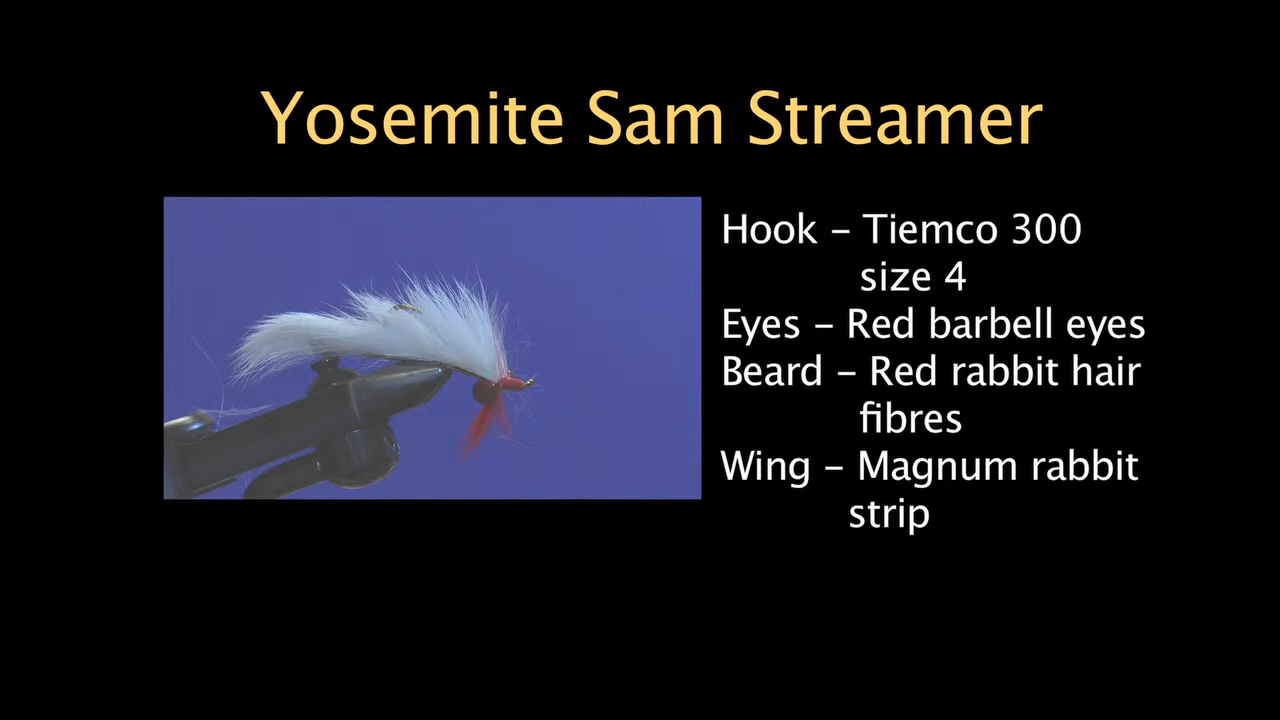 Yosemite Sam Streamer
Hook – Tiemco 300
size 4
Eyes – Red barbell eyes
Beard – Red rabbit hair
fibres
Wing – Magnum rabbit
strip